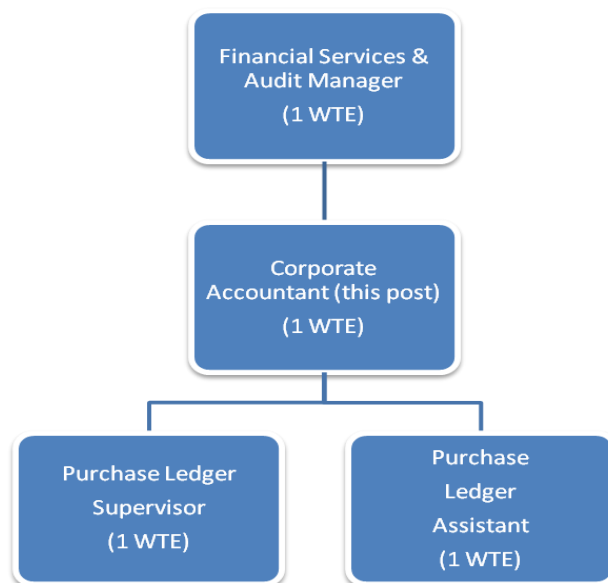 Financial Services &
Audit Manager
(1 WTE)
Corporate
Accountant (this post)
(1 WTE)
Purchase Ledger
Supervisor
(1 WTE)
Purchase
Ledger
Assistant
(1 WTE)